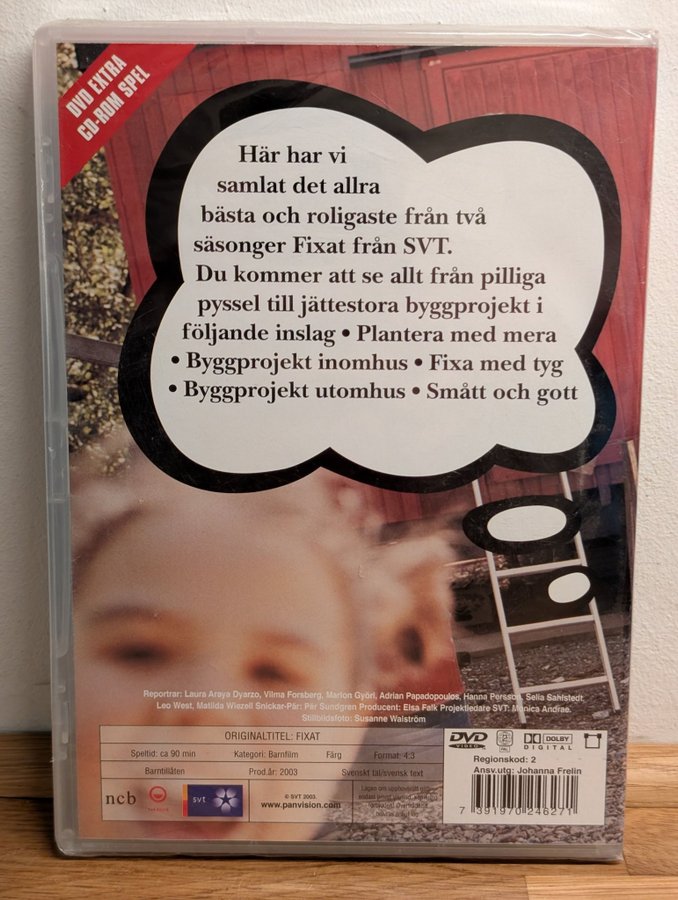 DVD EXTRA
CD-ROM SPEL
Här har vi
samlat det allra
bästa och roligaste från två
säsonger Fixat från SVT.
Du kommer att se allt från pilliga
pyssel till jättestora byggprojekt i
följande inslag • Plantera med mera
• Byggprojekt inomhus • Fixa med tyg
• Byggprojekt utomhus • Smått och gott
Reportrar: Laura Araya Dyarzo, Vilma Forsberg, Marlon Györi, Adrian Papadopoulos, Hanna Persson, Selia Sahlstedt
Leo West, Matilda Wiezell Snickar-Pär: Pär Sundgren Producent: Elsa Falk Projektledare SVT: Monica Andrae.
Stillbildsfoto: Susanne Walström
ORIGINALTITEL: FIXAT
Speltid: ca 90 min Kategori: Barnfilm Färg Format: 4:3
Barntillåten Prod.år: 2003 Svenskt tal/svensk text
ncb svt
© SVT 2003.
www.panvision.com
DVD VIDEO 2 PAL DOLBY DIGITAL
Regionskod: 2
Ansv.utg: Johanna Frelin
7 391970 246271